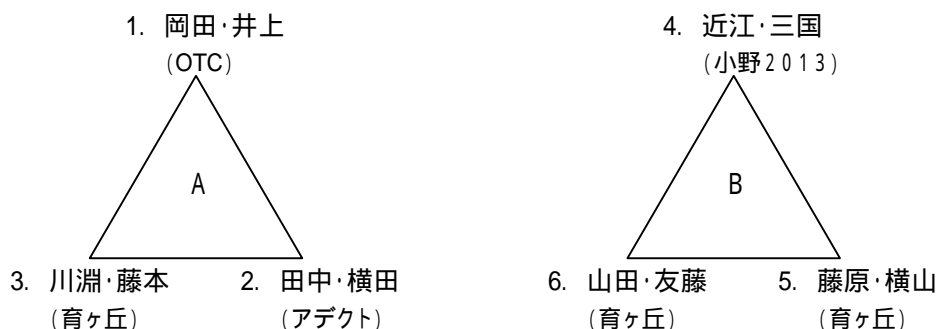 1. 岡田・井上
(OTC)
A
3. 川淵・藤本
(育ヶ丘)
2. 田中・横田
(アデクト)
4. 近江・三国
(小野2013)
B
6. 山田・友藤
(育ヶ丘)
5. 藤原・横山
(育ヶ丘)